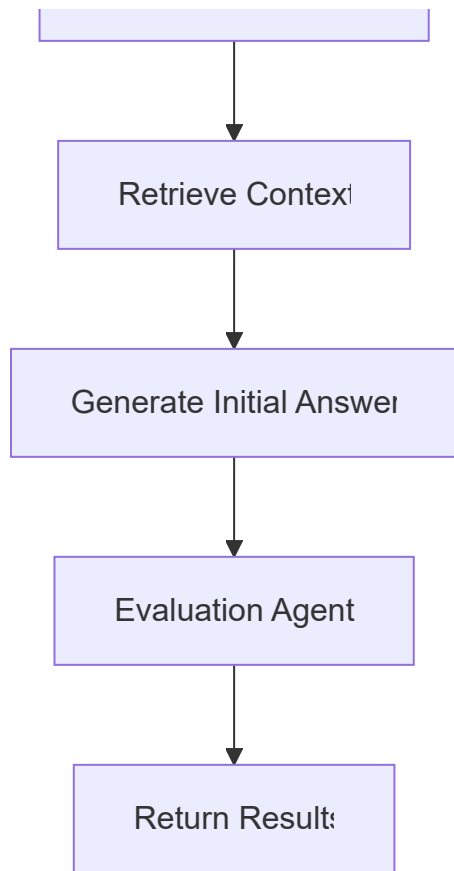 Retrieve Context
Generate Initial Answer
Evaluation Agent
Return Results